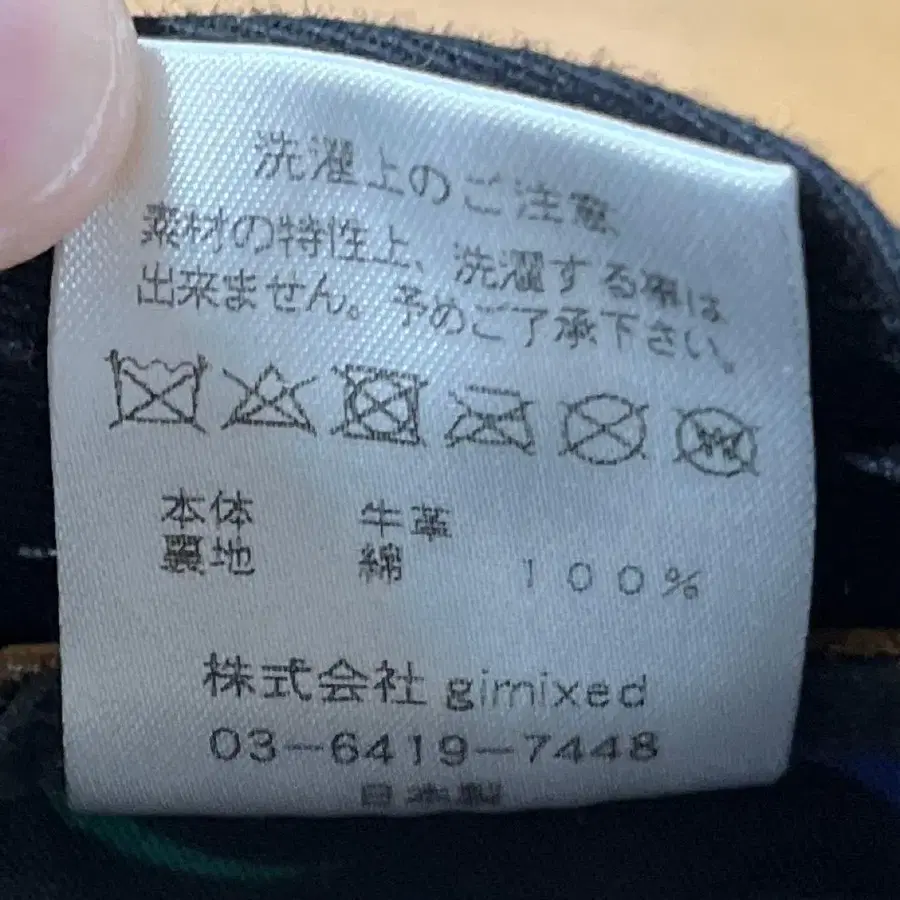 洗濯上のご注意
素材の特性上、洗濯する事は
出来ません。予めご了承下さい。
本体 牛革
裏地 綿 100%
株式会社 gimixed
03-6419-7448
日本製